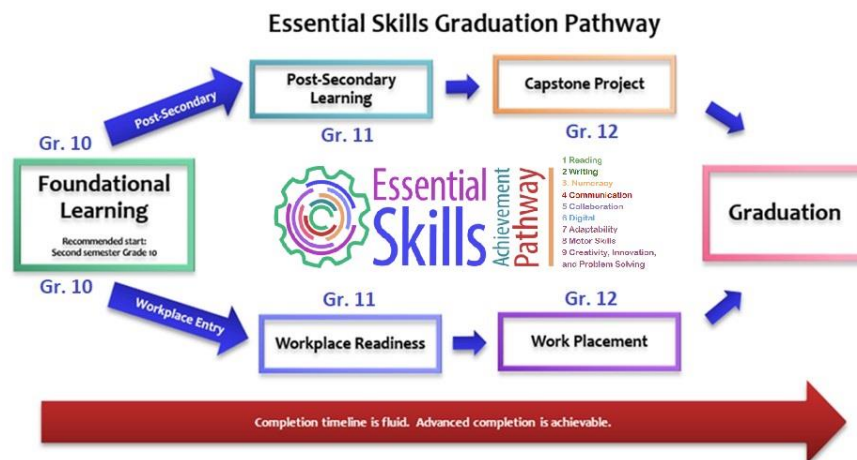 Essential Skills Graduation Pathway
Post-Secondary
Post-Secondary
Learning
Capstone Project
Gr. 10
Gr. 11
Gr. 12
Foundational
Learning
Recommended start:
Second semester Grade 10
Essential
Skills
Achievement
Pathway
1 Reading
2 Writing
3. Numeracy
4 Communication
5 Collaboration
6 Digital
7 Adaptability
8 Motor Skills
9 Creativity, Innovation,
and Problem Solving
Graduation
Gr. 10
Gr. 11
Gr. 12
Workplace Entry
Workplace Readiness
Work Placement
Completion timeline is fluid. Advanced completion is achievable.